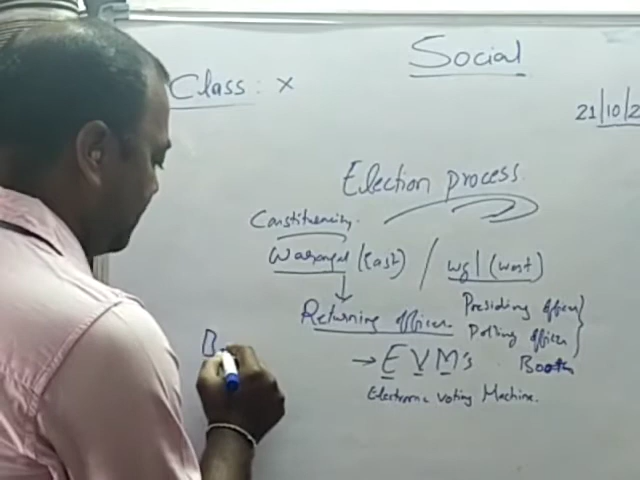 Social
Class : X
21/10/2
Election process
Constituency.
Warangal (East) / Wgl (West)
Returning officer Presiding officer
Polling officer
→ EVM's Booth
Electronic Voting Machine.
B